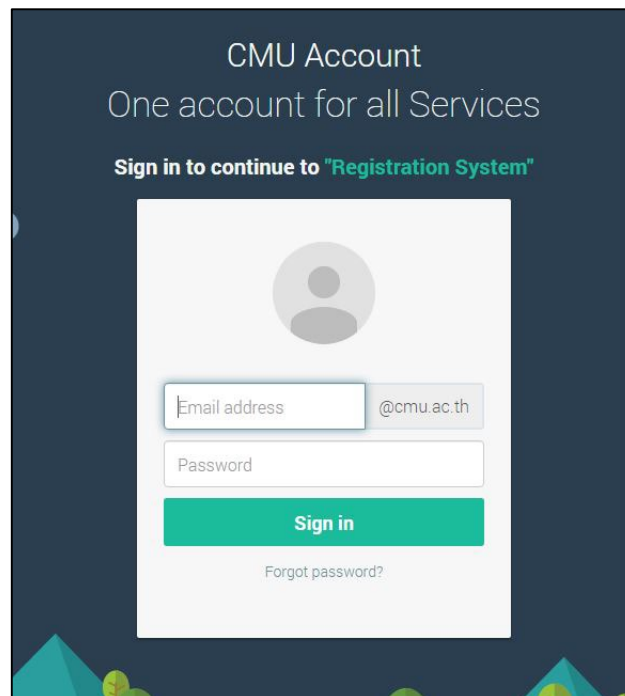 CMU Account
One account for all Services
Sign in to continue to "Registration System"
Email address @cmu.ac.th
Password
Sign in
Forgot password?